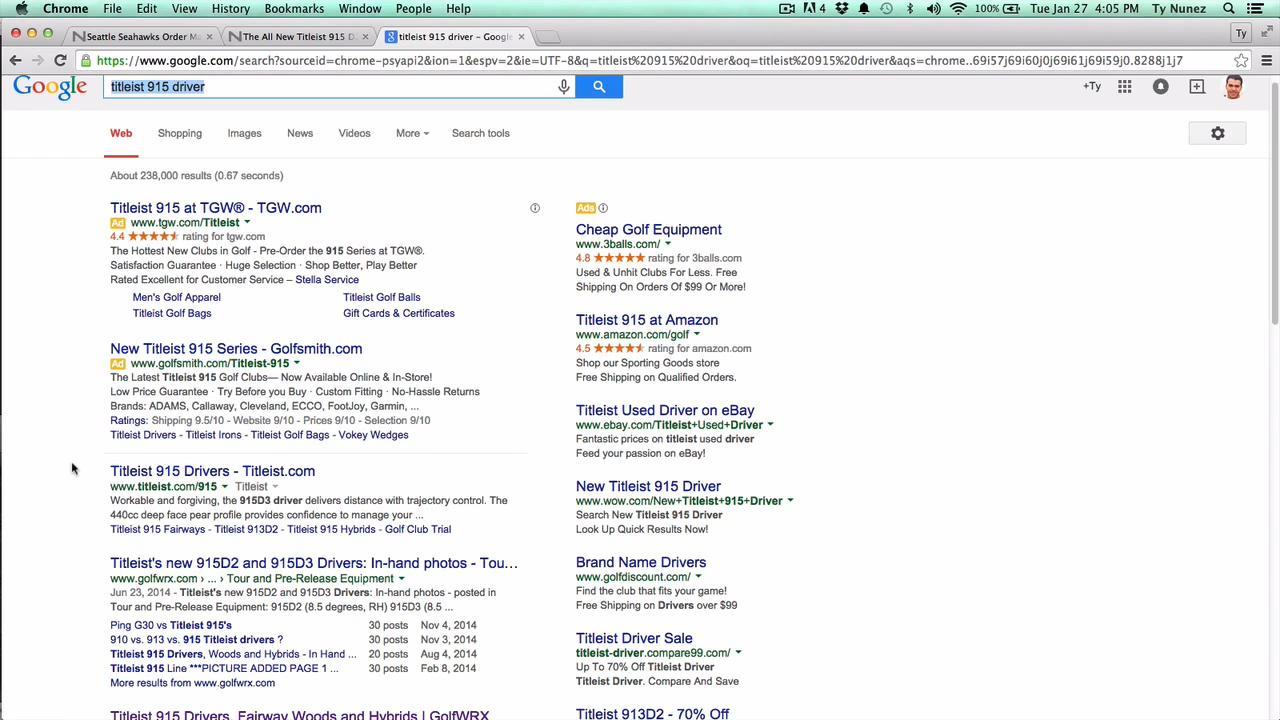 Chrome File Edit View History Bookmarks Window People Help 4 100% Tue Jan 27 4:05 PM Ty Nunez
Seattle Seahawks Order M The All New Titleist 915 D titleist 915 driver – Google Ty
https://www.google.com/search?sourceid=chrome-psyapi2&ion=1&espv=2&ie=UTF-8&q=titleist%20915%20driver&oq=titleist%20915%20driver&aqs=chrome..69i57j69i60j0j69i61j69i59j0.8288j1j7
Google titleist 915 driver +Ty
Web Shopping Images News Videos More Search tools
About 238,000 results (0.67 seconds)
Titleist 915 at TGW® - TGW.com
Ad www.tgw.com/Titleist
4.4 rating for tgw.com
The Hottest New Clubs in Golf - Pre-Order the 915 Series at TGW®.
Satisfaction Guarantee · Huge Selection · Shop Better, Play Better
Rated Excellent for Customer Service – Stella Service
Men's Golf Apparel Titleist Golf Balls
Titleist Golf Bags Gift Cards & Certificates
New Titleist 915 Series - Golfsmith.com
Ad www.golfsmith.com/Titleist-915
The Latest Titleist 915 Golf Clubs— Now Available Online & In-Store!
Low Price Guarantee · Try Before you Buy · Custom Fitting · No-Hassle Returns
Brands: ADAMS, Callaway, Cleveland, ECCO, FootJoy, Garmin, ...
Ratings: Shipping 9.5/10 - Website 9/10 - Prices 9/10 - Selection 9/10
Titleist Drivers - Titleist Irons - Titleist Golf Bags - Vokey Wedges
Titleist 915 Drivers - Titleist.com
www.titleist.com/915 Titleist
Workable and forgiving, the 915D3 driver delivers distance with trajectory control. The
440cc deep face pear profile provides confidence to manage your ...
Titleist 915 Fairways - Titleist 913D2 - Titleist 915 Hybrids - Golf Club Trial
Titleist's new 915D2 and 915D3 Drivers: In-hand photos - Tou...
www.golfwrx.com › ... › Tour and Pre-Release Equipment
Jun 23, 2014 - Titleist's new 915D2 and 915D3 Drivers: In-hand photos - posted in
Tour and Pre-Release Equipment: 915D2 (8.5 degrees, RH) 915D3 (8.5 ...
Ping G30 vs Titleist 915's 30 posts Nov 4, 2014
910 vs. 913 vs. 915 Titleist drivers ? 30 posts Nov 3, 2014
Titleist 915 Drivers, Woods and Hybrids - In Hand ... 20 posts Aug 4, 2014
Titleist 915 Line ***PICTURE ADDED PAGE 1 ... 30 posts Feb 8, 2014
More results from www.golfwrx.com
Titleist 915 Drivers, Fairway Woods and Hybrids | GolfWRX
Ads
Cheap Golf Equipment
www.3balls.com/
4.8 rating for 3balls.com
Used & Unhit Clubs For Less. Free
Shipping On Orders Of $99 Or More!
Titleist 915 at Amazon
www.amazon.com/golf
4.5 rating for amazon.com
Shop our Sporting Goods store
Free Shipping on Qualified Orders.
Titleist Used Driver on eBay
www.ebay.com/Titleist+Used+Driver
Fantastic prices on titleist used driver
Feed your passion on eBay!
New Titleist 915 Driver
www.wow.com/New+Titleist+915+Driver
Search New Titleist 915 Driver
Look Up Quick Results Now!
Brand Name Drivers
www.golfdiscount.com/
Find the club that fits your game!
Free Shipping on Drivers over $99
Titleist Driver Sale
titleist-driver.compare99.com/
Up To 70% Off Titleist Driver
Titleist Driver. Compare And Save
Titleist 913D2 - 70% Off